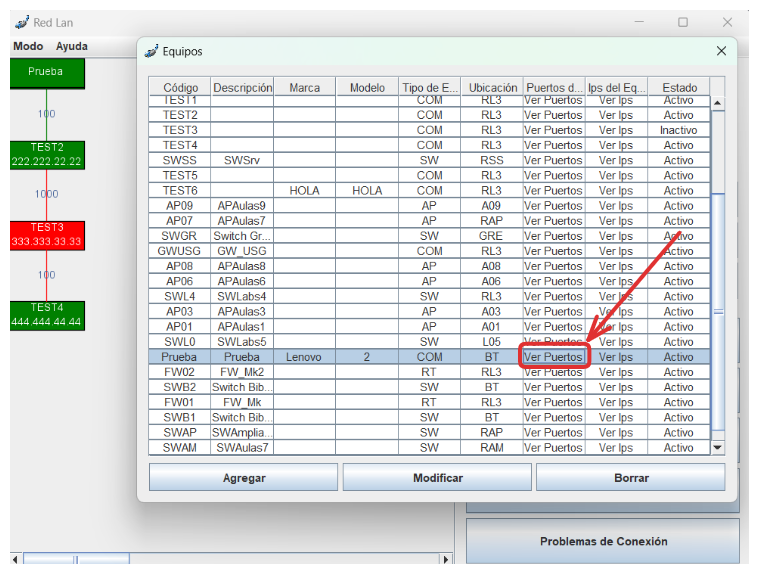 Red Lan
Modo Ayuda
Prueba
100
TEST2
222.222.22.22
1000
TEST3
333.333.33.33
100
TEST4
444.444.44.44
Equipos
Código Descripción Marca Modelo Tipo de E... Ubicación Puertos d... Ips del Eq... Estado
TEST1 COM RL3 Ver Puertos Ver Ips Activo
TEST2 COM RL3 Ver Puertos Ver Ips Activo
TEST3 COM RL3 Ver Puertos Ver Ips Inactivo
TEST4 COM RL3 Ver Puertos Ver Ips Activo
SWSS SWSrv SW RSS Ver Puertos Ver Ips Activo
TEST5 COM RL3 Ver Puertos Ver Ips Activo
TEST6 HOLA HOLA COM RL3 Ver Puertos Ver Ips Activo
AP09 APAulas9 AP A09 Ver Puertos Ver Ips Activo
AP07 APAulas7 AP RAP Ver Puertos Ver Ips Activo
SWGR Switch Gr... SW GRE Ver Puertos Ver Ips Activo
GWUSG GW_USG COM RL3 Ver Puertos Ver Ips Activo
AP08 APAulas8 AP A08 Ver Puertos Ver Ips Activo
AP06 APAulas6 AP A06 Ver Puertos Ver Ips Activo
SWL4 SWLabs4 SW RL3 Ver Puertos Ver Ips Activo
AP03 APAulas3 AP A03 Ver Puertos Ver Ips Activo
AP01 APAulas1 AP A01 Ver Puertos Ver Ips Activo
SWL0 SWLabs5 SW L05 Ver Puertos Ver Ips Activo
Prueba Prueba Lenovo 2 COM BT Ver Puertos Ver Ips Activo
FW02 FW_Mk2 RT RL3 Ver Puertos Ver Ips Activo
SWB2 Switch Bib... SW BT Ver Puertos Ver Ips Activo
FW01 FW_Mk RT RL3 Ver Puertos Ver Ips Activo
SWB1 Switch Bib... SW BT Ver Puertos Ver Ips Activo
SWAP SWAmplia... SW RAP Ver Puertos Ver Ips Activo
SWAM SWAulas7 SW RAM Ver Puertos Ver Ips Activo
Agregar Modificar Borrar
Problemas de Conexión